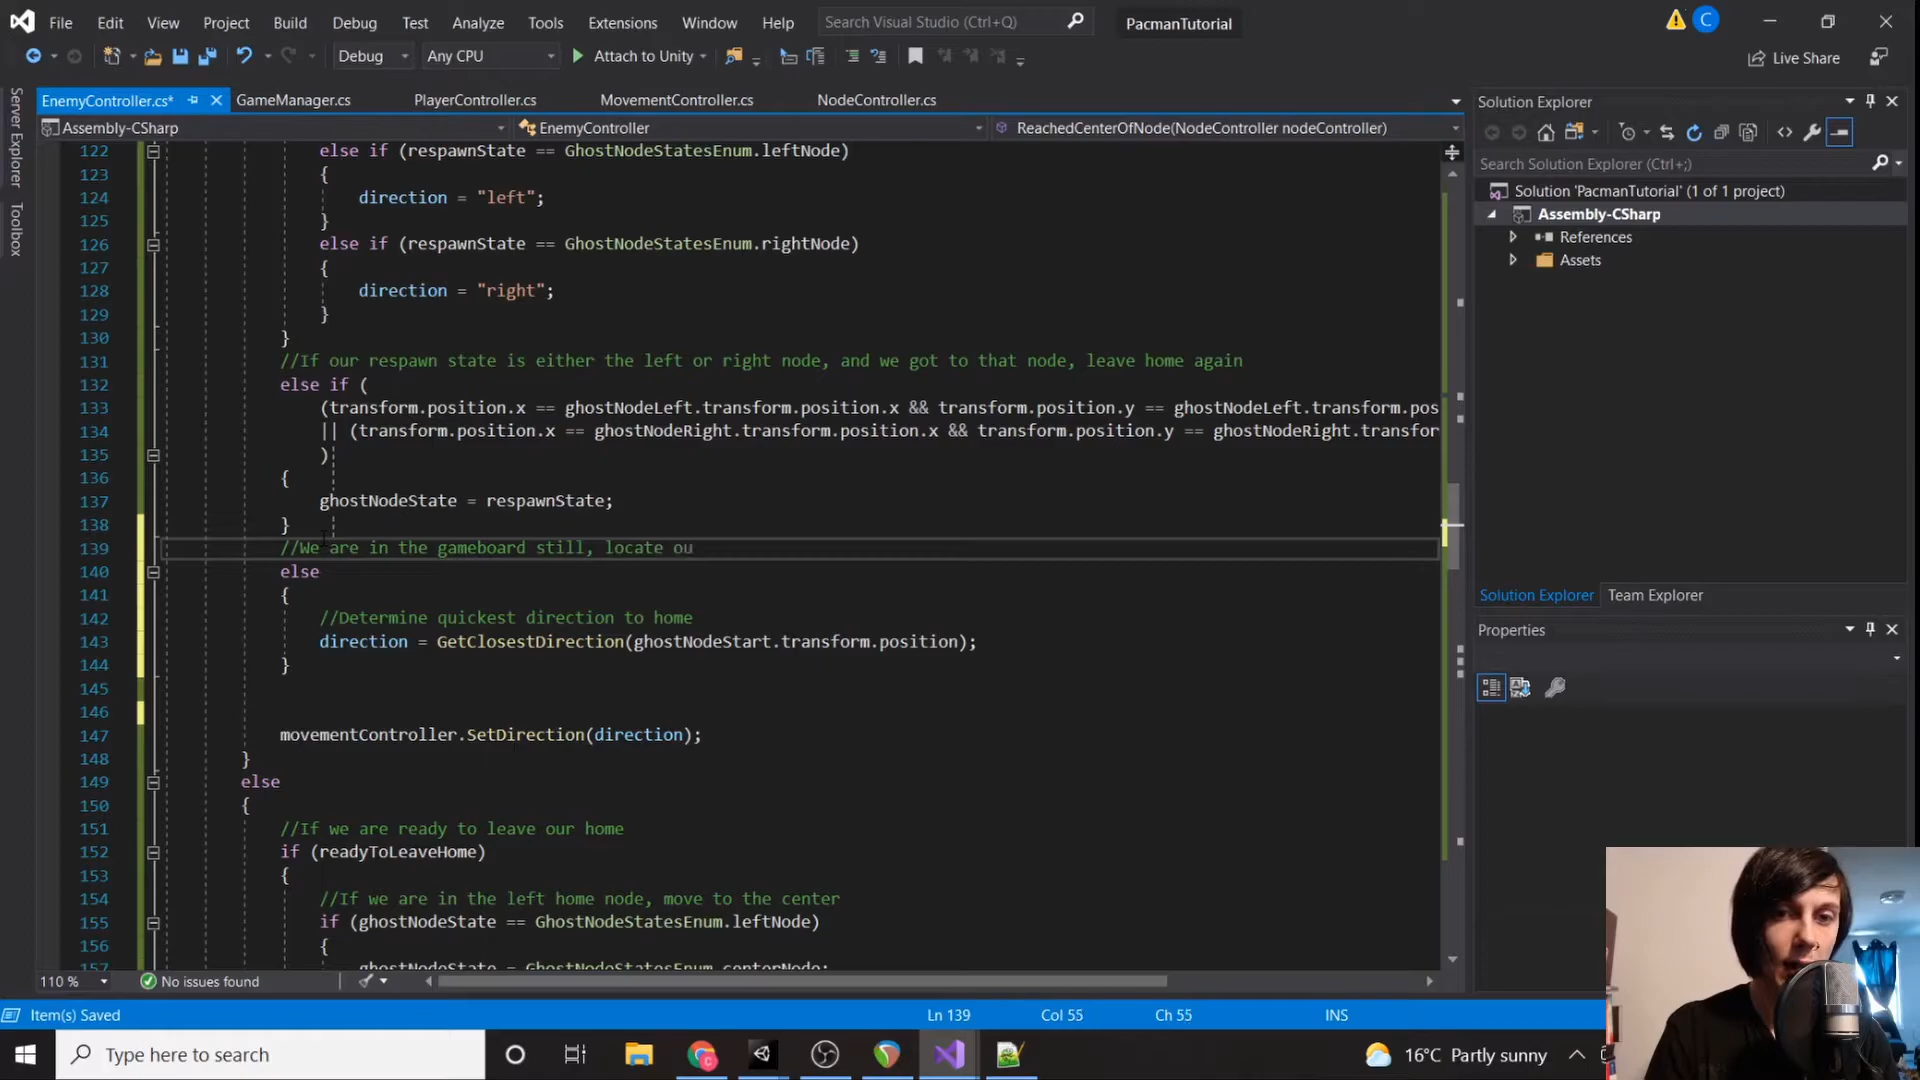 File Edit View Project Build Debug Test Analyze Tools Extensions Window Help Search Visual Studio (Ctrl+Q) PacmanTutorial C
Debug Any CPU Attach to Unity Live Share
EnemyController.cs* GameManager.cs PlayerController.cs MovementController.cs NodeController.cs
Assembly-CSharp EnemyController ReachedCenterOfNode(NodeController nodeController)
Server Explorer
Toolbox
122 else if (respawnState == GhostNodeStatesEnum.leftNode)
123 {
124 direction = "left";
125 }
126 else if (respawnState == GhostNodeStatesEnum.rightNode)
127 {
128 direction = "right";
129 }
130 }
131 //If our respawn state is either the left or right node, and we got to that node, leave home again
132 else if (
133 (transform.position.x == ghostNodeLeft.transform.position.x && transform.position.y == ghostNodeLeft.transform.pos
134 || (transform.position.x == ghostNodeRight.transform.position.x && transform.position.y == ghostNodeRight.transfor
135 )
136 {
137 ghostNodeState = respawnState;
138 }
139 //We are in the gameboard still, locate ou
140 else
141 {
142 //Determine quickest direction to home
143 direction = GetClosestDirection(ghostNodeStart.transform.position);
144 }
145
146
147 movementController.SetDirection(direction);
148 }
149 else
150 {
151 //If we are ready to leave our home
152 if (readyToLeaveHome)
153 {
154 //If we are in the left home node, move to the center
155 if (ghostNodeState == GhostNodeStatesEnum.leftNode)
156 {
157 ghostNodeState = GhostNodeStatesEnum.centerNode;
110 % No issues found
Solution Explorer
Search Solution Explorer (Ctrl+;)
Solution 'PacmanTutorial' (1 of 1 project)
Assembly-CSharp
References
Assets
Solution Explorer Team Explorer
Properties
Item(s) Saved Ln 139 Col 55 Ch 55 INS
Type here to search 16°C Partly sunny